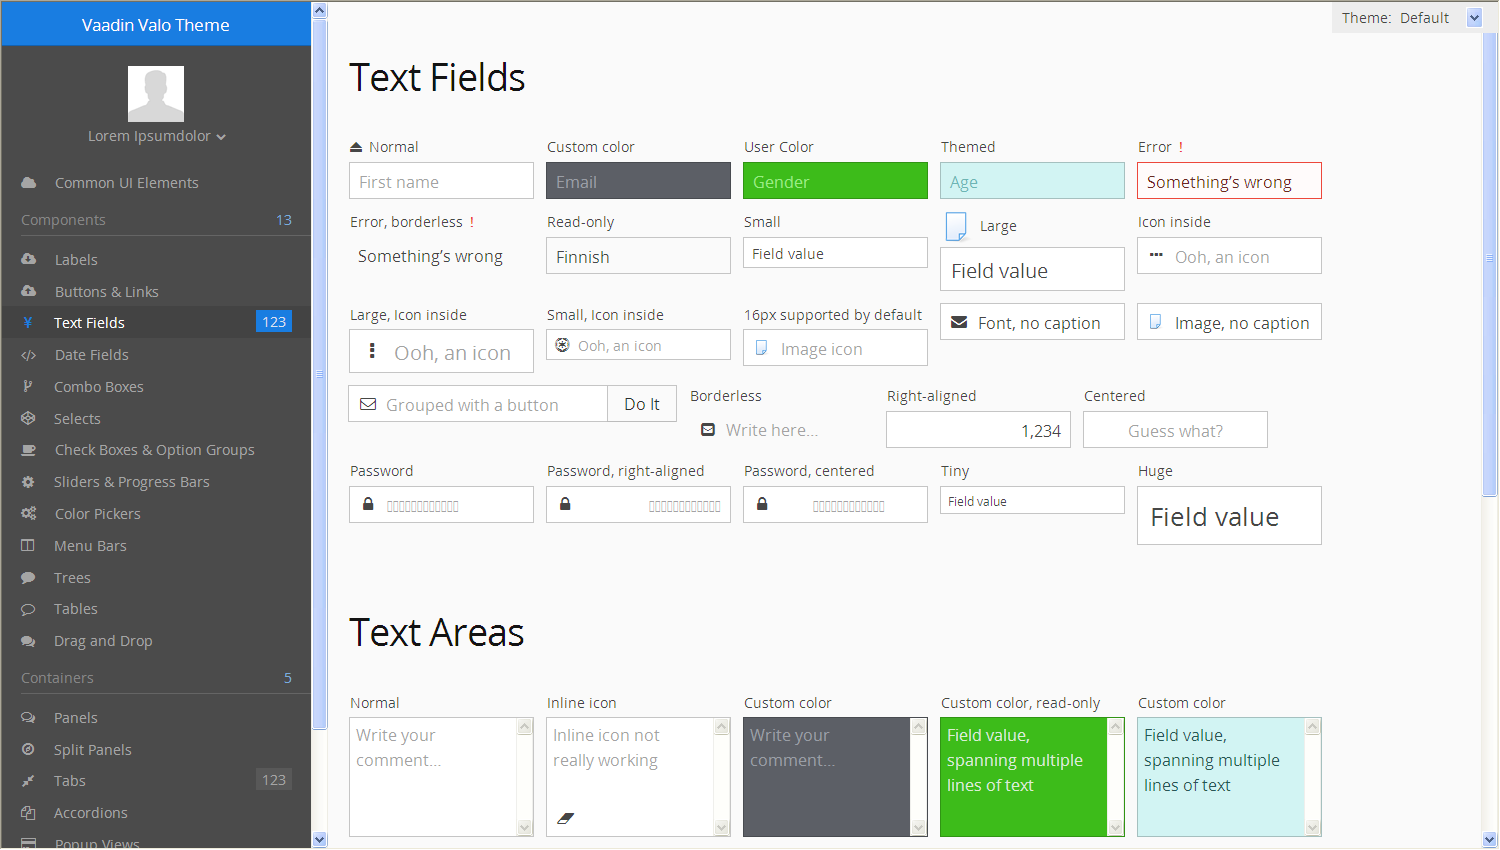 Vaadin Valo Theme
Lorem Ipsumdolor
Common UI Elements
Components 13
Labels
Buttons & Links
Text Fields 123
Date Fields
Combo Boxes
Selects
Check Boxes & Option Groups
Sliders & Progress Bars
Color Pickers
Menu Bars
Trees
Tables
Drag and Drop
Containers 5
Panels
Split Panels
Tabs 123
Accordions
Popup Views
Theme: Default
Text Fields
Normal Custom color User Color Themed Error !
First name Email Gender Age Something's wrong
Error, borderless ! Read-only Small Large Icon inside
Something's wrong Finnish Field value Field value Ooh, an icon
Large, Icon inside Small, Icon inside 16px supported by default Font, no caption Image, no caption
Ooh, an icon Ooh, an icon Image icon
Grouped with a button Do It
Borderless Right-aligned Centered
Write here... 1,234 Guess what?
Password Password, right-aligned Password, centered Tiny Huge
Field value Field value
Text Areas
Normal Inline icon Custom color Custom color, read-only Custom color
Write your
comment...
Inline icon not
really working
Write your
comment...
Field value,
spanning multiple
lines of text
Field value,
spanning multiple
lines of text